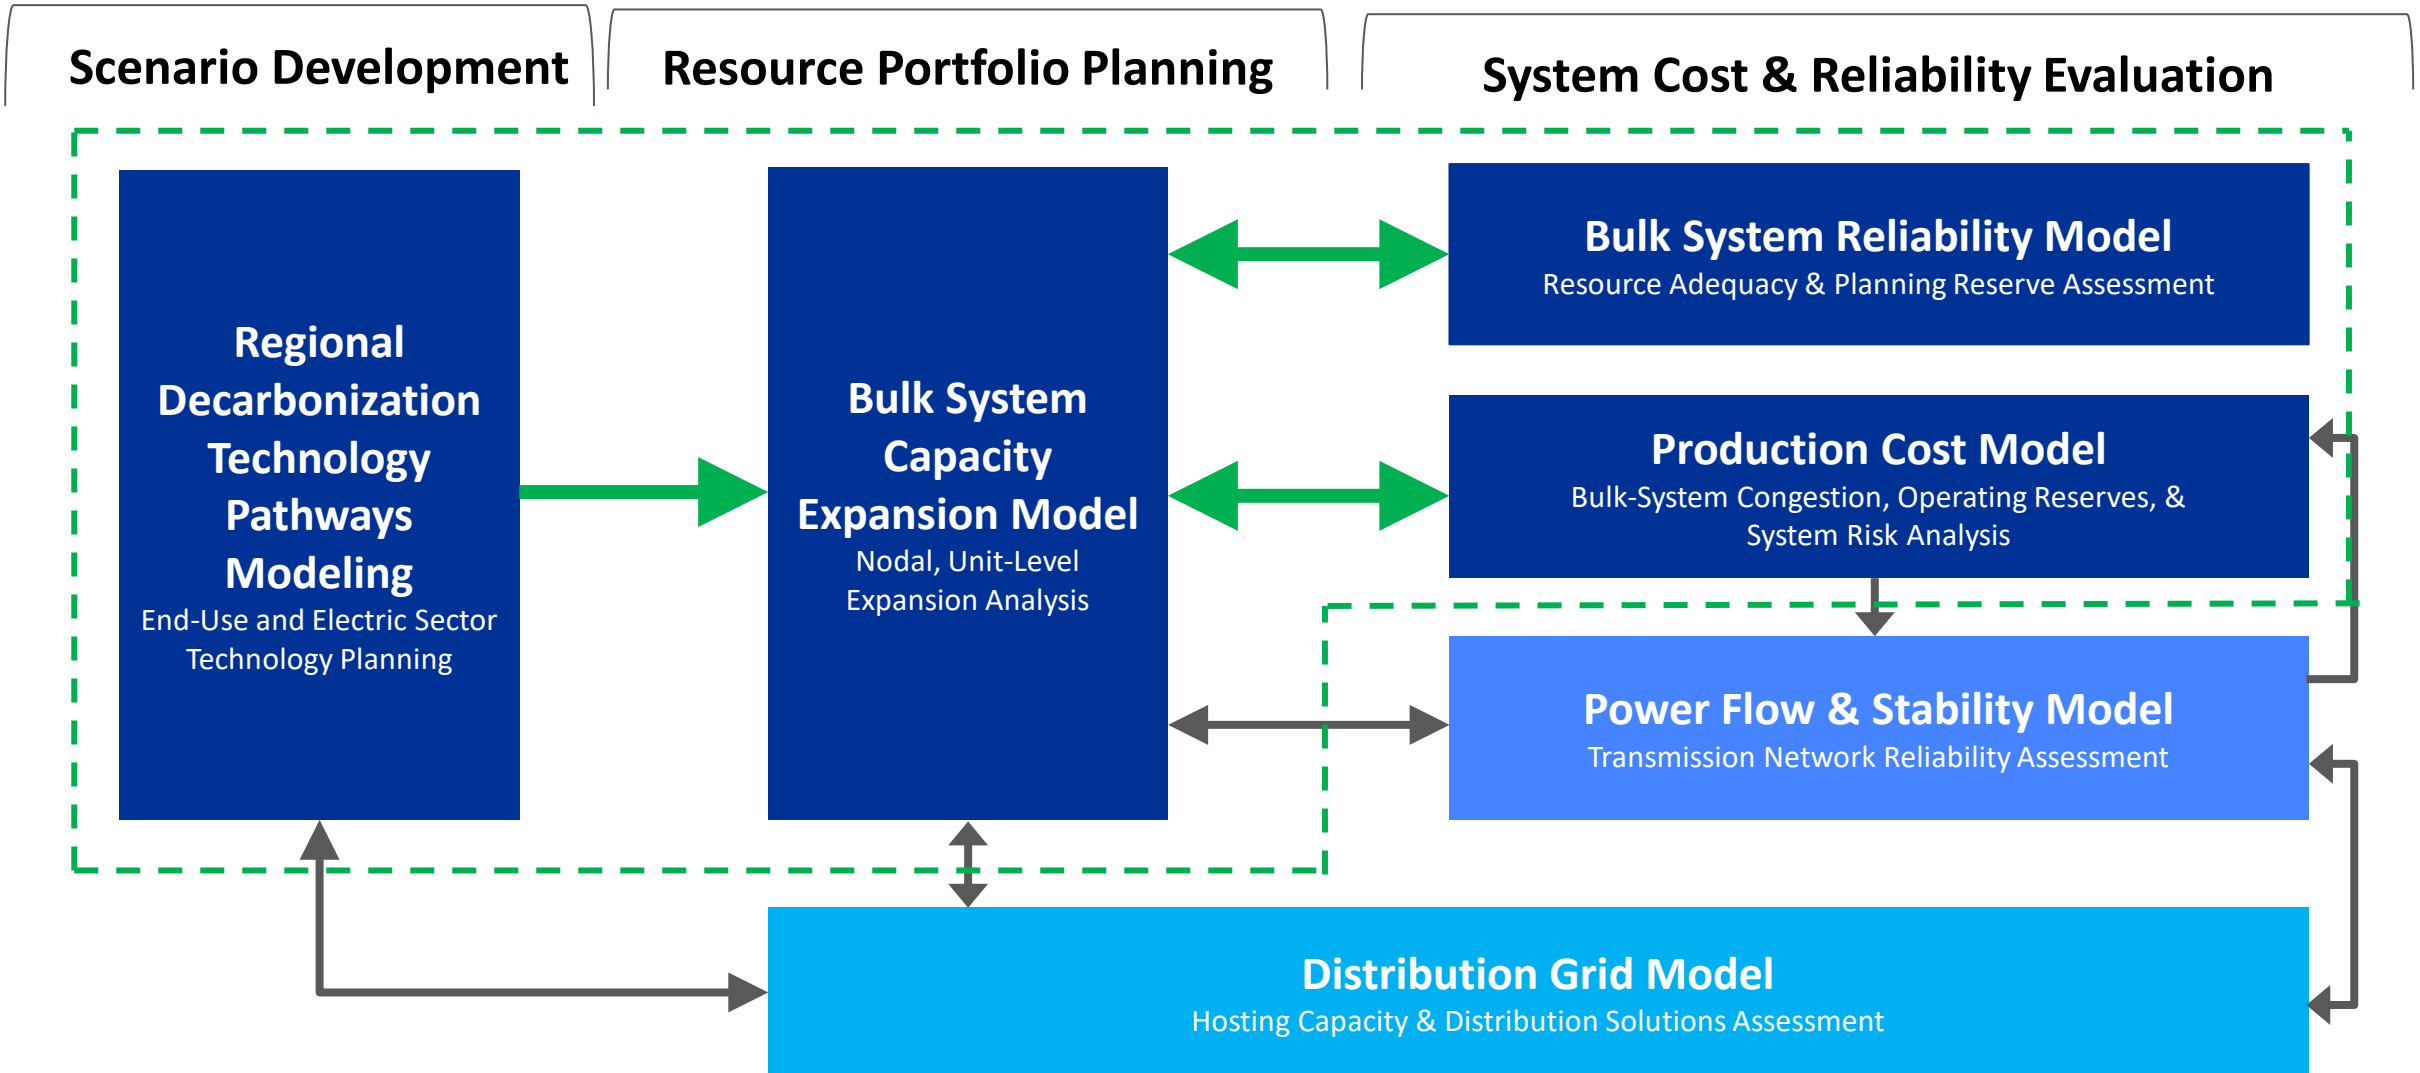 Scenario Development
Resource Portfolio Planning
System Cost & Reliability Evaluation
Regional
Decarbonization
Technology
Pathways
Modeling
End-Use and Electric Sector
Technology Planning
Bulk System
Capacity
Expansion Model
Nodal, Unit-Level
Expansion Analysis
Bulk System Reliability Model
Resource Adequacy & Planning Reserve Assessment
Production Cost Model
Bulk-System Congestion, Operating Reserves, &
System Risk Analysis
Power Flow & Stability Model
Transmission Network Reliability Assessment
Distribution Grid Model
Hosting Capacity & Distribution Solutions Assessment